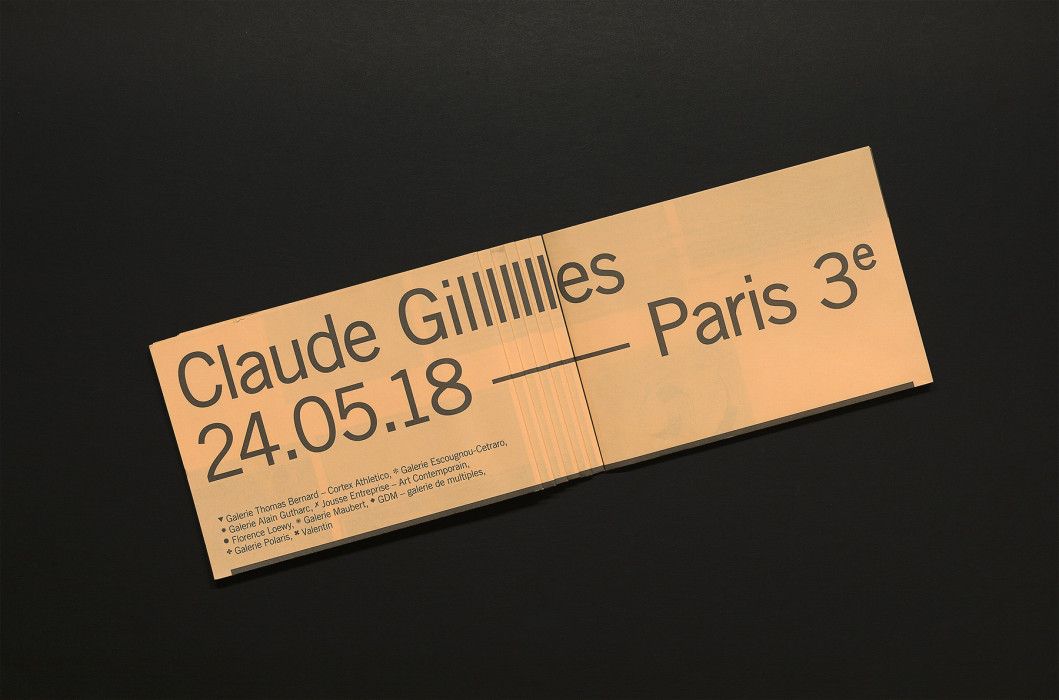 Claude Gilllllllles
24.05.18 — Paris 3ᵉ
▼ Galerie Thomas Bernard – Cortex Athletico, ✻ Galerie Escougnou-Cetraro,
✷ Galerie Alain Gutharc, ✗ Jousse Entreprise – Art Contemporain,
● Florence Loewy, ✺ Galerie Maubert, ✦ GDM – galerie de multiples,
✣ Galerie Polaris, ✖ Valentin